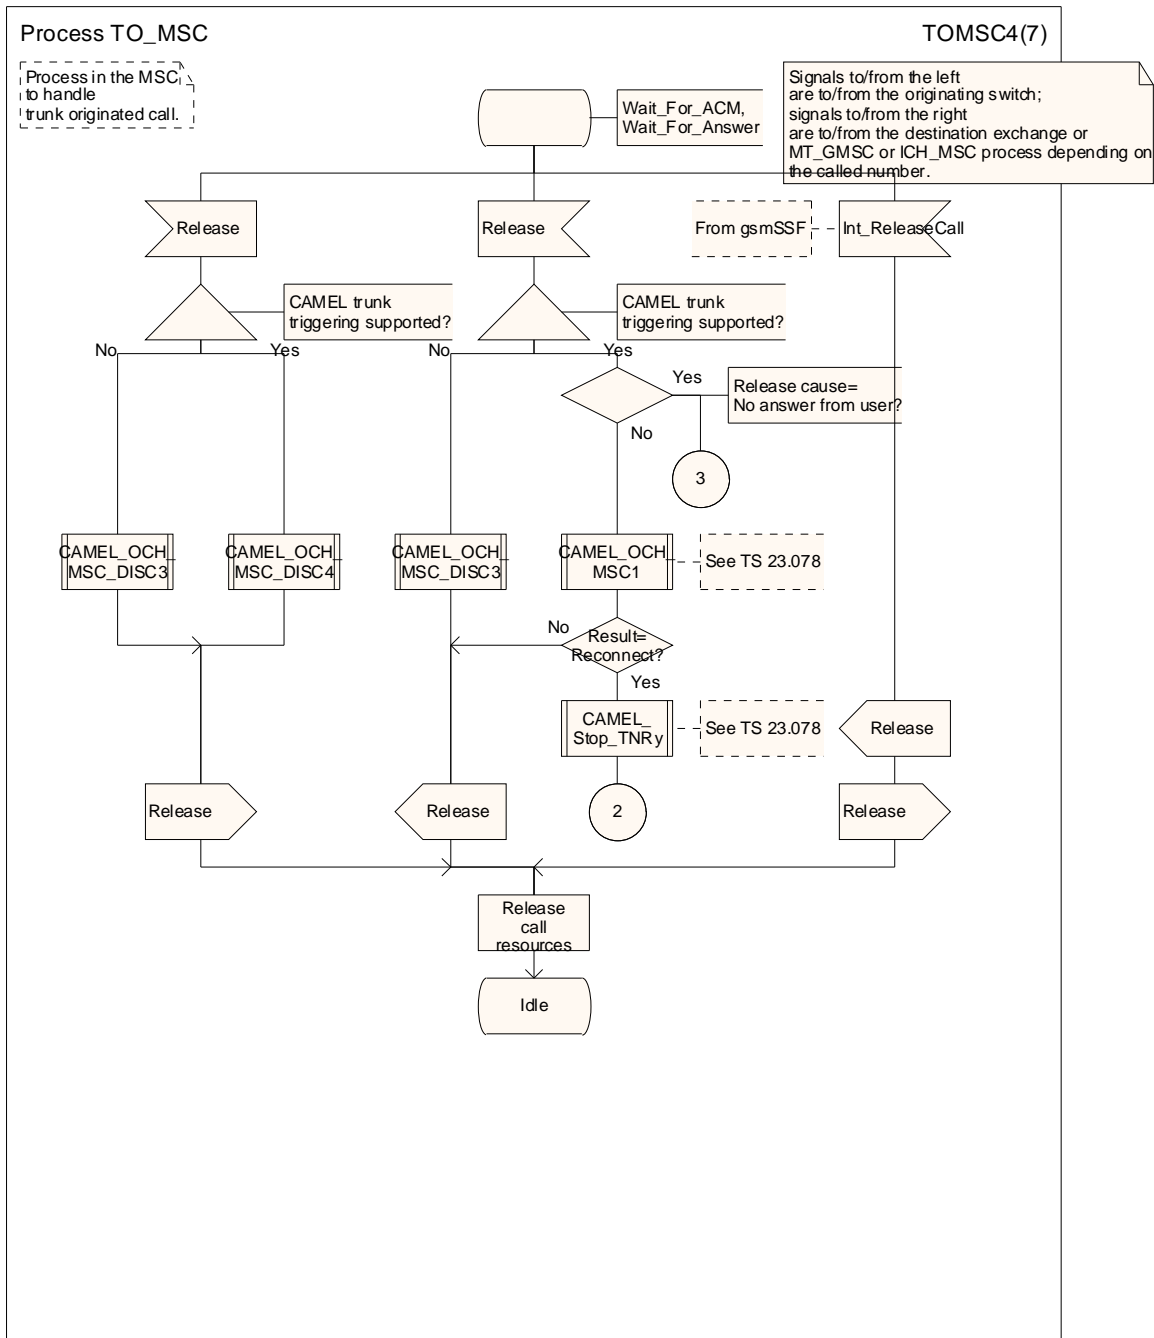 Process TO_MSC
TOMSC4(7)
Process in the MSC
to handle
trunk originated call.
Signals to/from the left
are to/from the originating switch;
signals to/from the right
are to/from the destination exchange or
MT_GMSC or ICH_MSC process depending on
the called number.
Wait_For_ACM,
Wait_For_Answer
Release
Release
From gsmSSF
Int_ReleaseCall
CAMEL trunk
triggering supported?
CAMEL trunk
triggering supported?
No
Yes
No
Yes
Yes
Release cause=
No answer from user?
No
3
CAMEL_OCH_
MSC_DISC3
CAMEL_OCH_
MSC_DISC4
CAMEL_OCH_
MSC_DISC3
CAMEL_OCH_
MSC1
See TS 23.078
No
Result=
Reconnect?
Yes
CAMEL_
Stop_TNRy
See TS 23.078
Release
Release
Release
2
Release
Release
call
resources
Idle